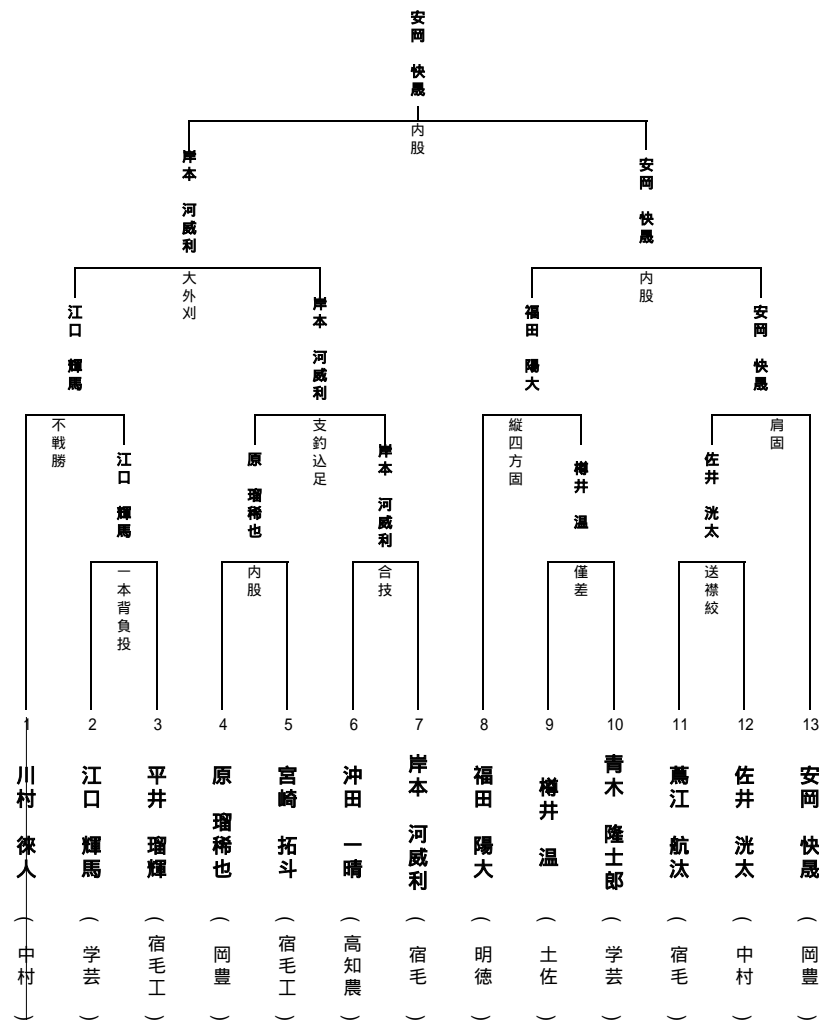 安岡 快晟
内股
岸本 河威利
安岡 快晟
大外刈
内股
江口 輝馬
岸本 河威利
福田 陽大
安岡 快晟
不戦勝
支釣込足
縦四方固
肩固
江口 輝馬
原 瑠稀也
岸本 河威利
樽井 温
佐井 洸太
一本背負投
内股
合技
僅差
送襟絞
1 川村 徠人 (中村)
2 江口 輝馬 (学芸)
3 平井 瑠輝 (宿毛工)
4 原 瑠稀也 (岡豊)
5 宮崎 拓斗 (宿毛工)
6 沖田 一晴 (高知農)
7 岸本 河威利 (宿毛)
8 福田 陽大 (明徳)
9 樽井 温 (土佐)
10 青木 隆士郎 (学芸)
11 蔦江 航汰 (宿毛)
12 佐井 洸太 (中村)
13 安岡 快晟 (岡豊)